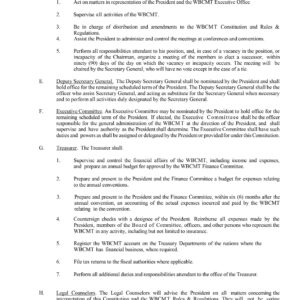 1. Act on matters in representation of the President and the WBCMT Executive Office
2. Supervise all activities of the WBCMT.
3. Be in charge of distribution and amendments to the WBCMT Constitution and Rules &
Regulations.
4. Assist the President to administer and control the meetings at conferences and conventions.
5. Perform all responsibilities attendant to his position, and, in case of a vacancy in the position, or
incapacity of the Chairman, organize a meeting of the members to elect a successor, within
ninety (90) days of the day on which the incapacity or vacancy occurs. The meeting will be
chaired by the Secretary General, who will have no vote except in the case of tie.
E. Deputy Secretary General. The Deputy Secretary General shall be nominated by the President and shall
hold office for the remaining scheduled term of the President. The Deputy Secretary General shall be the
officer who assist Secretary General, and acting as substitute for the Secretary General when necessary
and to perform all activities daily designated by the Chairman.
F. Executive Committee. An Executive Committee may be nominated by the President to hold office for the
remaining scheduled term of the President. If elected, the Executive Committee shall be the officer
responsible for the general administration of the WBCMT at the direction of the President, and shall
supervise and have authority as the President shall determine. The Executive Committee shall have such
duties and powers as shall be assigned or delegated by the President or provided for under this Constitution.
G. Treasurer. The Treasurer shall:
1. Supervise and control the financial affairs of the WBCMT, including income and expenses,
and prepare an annual budget for approval by the WBCMT Finance Committee.
2. Prepare and present to the President and the Finance Committee a budget for expenses relating
to the annual conventions.
3. Prepare and present to the President and the Finance Committee, within six (6) months after the
annual convention, an accounting of the actual expenses incurred and paid by the WBCMT
relating to the convention.
4. Countersign checks with a designee of the President. Reimburse all expenses made by the
President, members of the Board of Committee, officers, and other persons who represent the
WBCMT in any activity, including but not limited to insurance.
5. Register the WBCMT account on the Treasury Departments of the nations where the
WBCMT has financial business, where required.
6. File tax returns to the fiscal authorities where applicable.
7. Perform all additional duties and responsibilities attendant to the office of the Treasurer.
H. Legal Counselors. The Legal Counselors will advise the President on all matters concerning the
interpretation of this Constitution and the WBCMT Rules & Regulations. They will not be voting